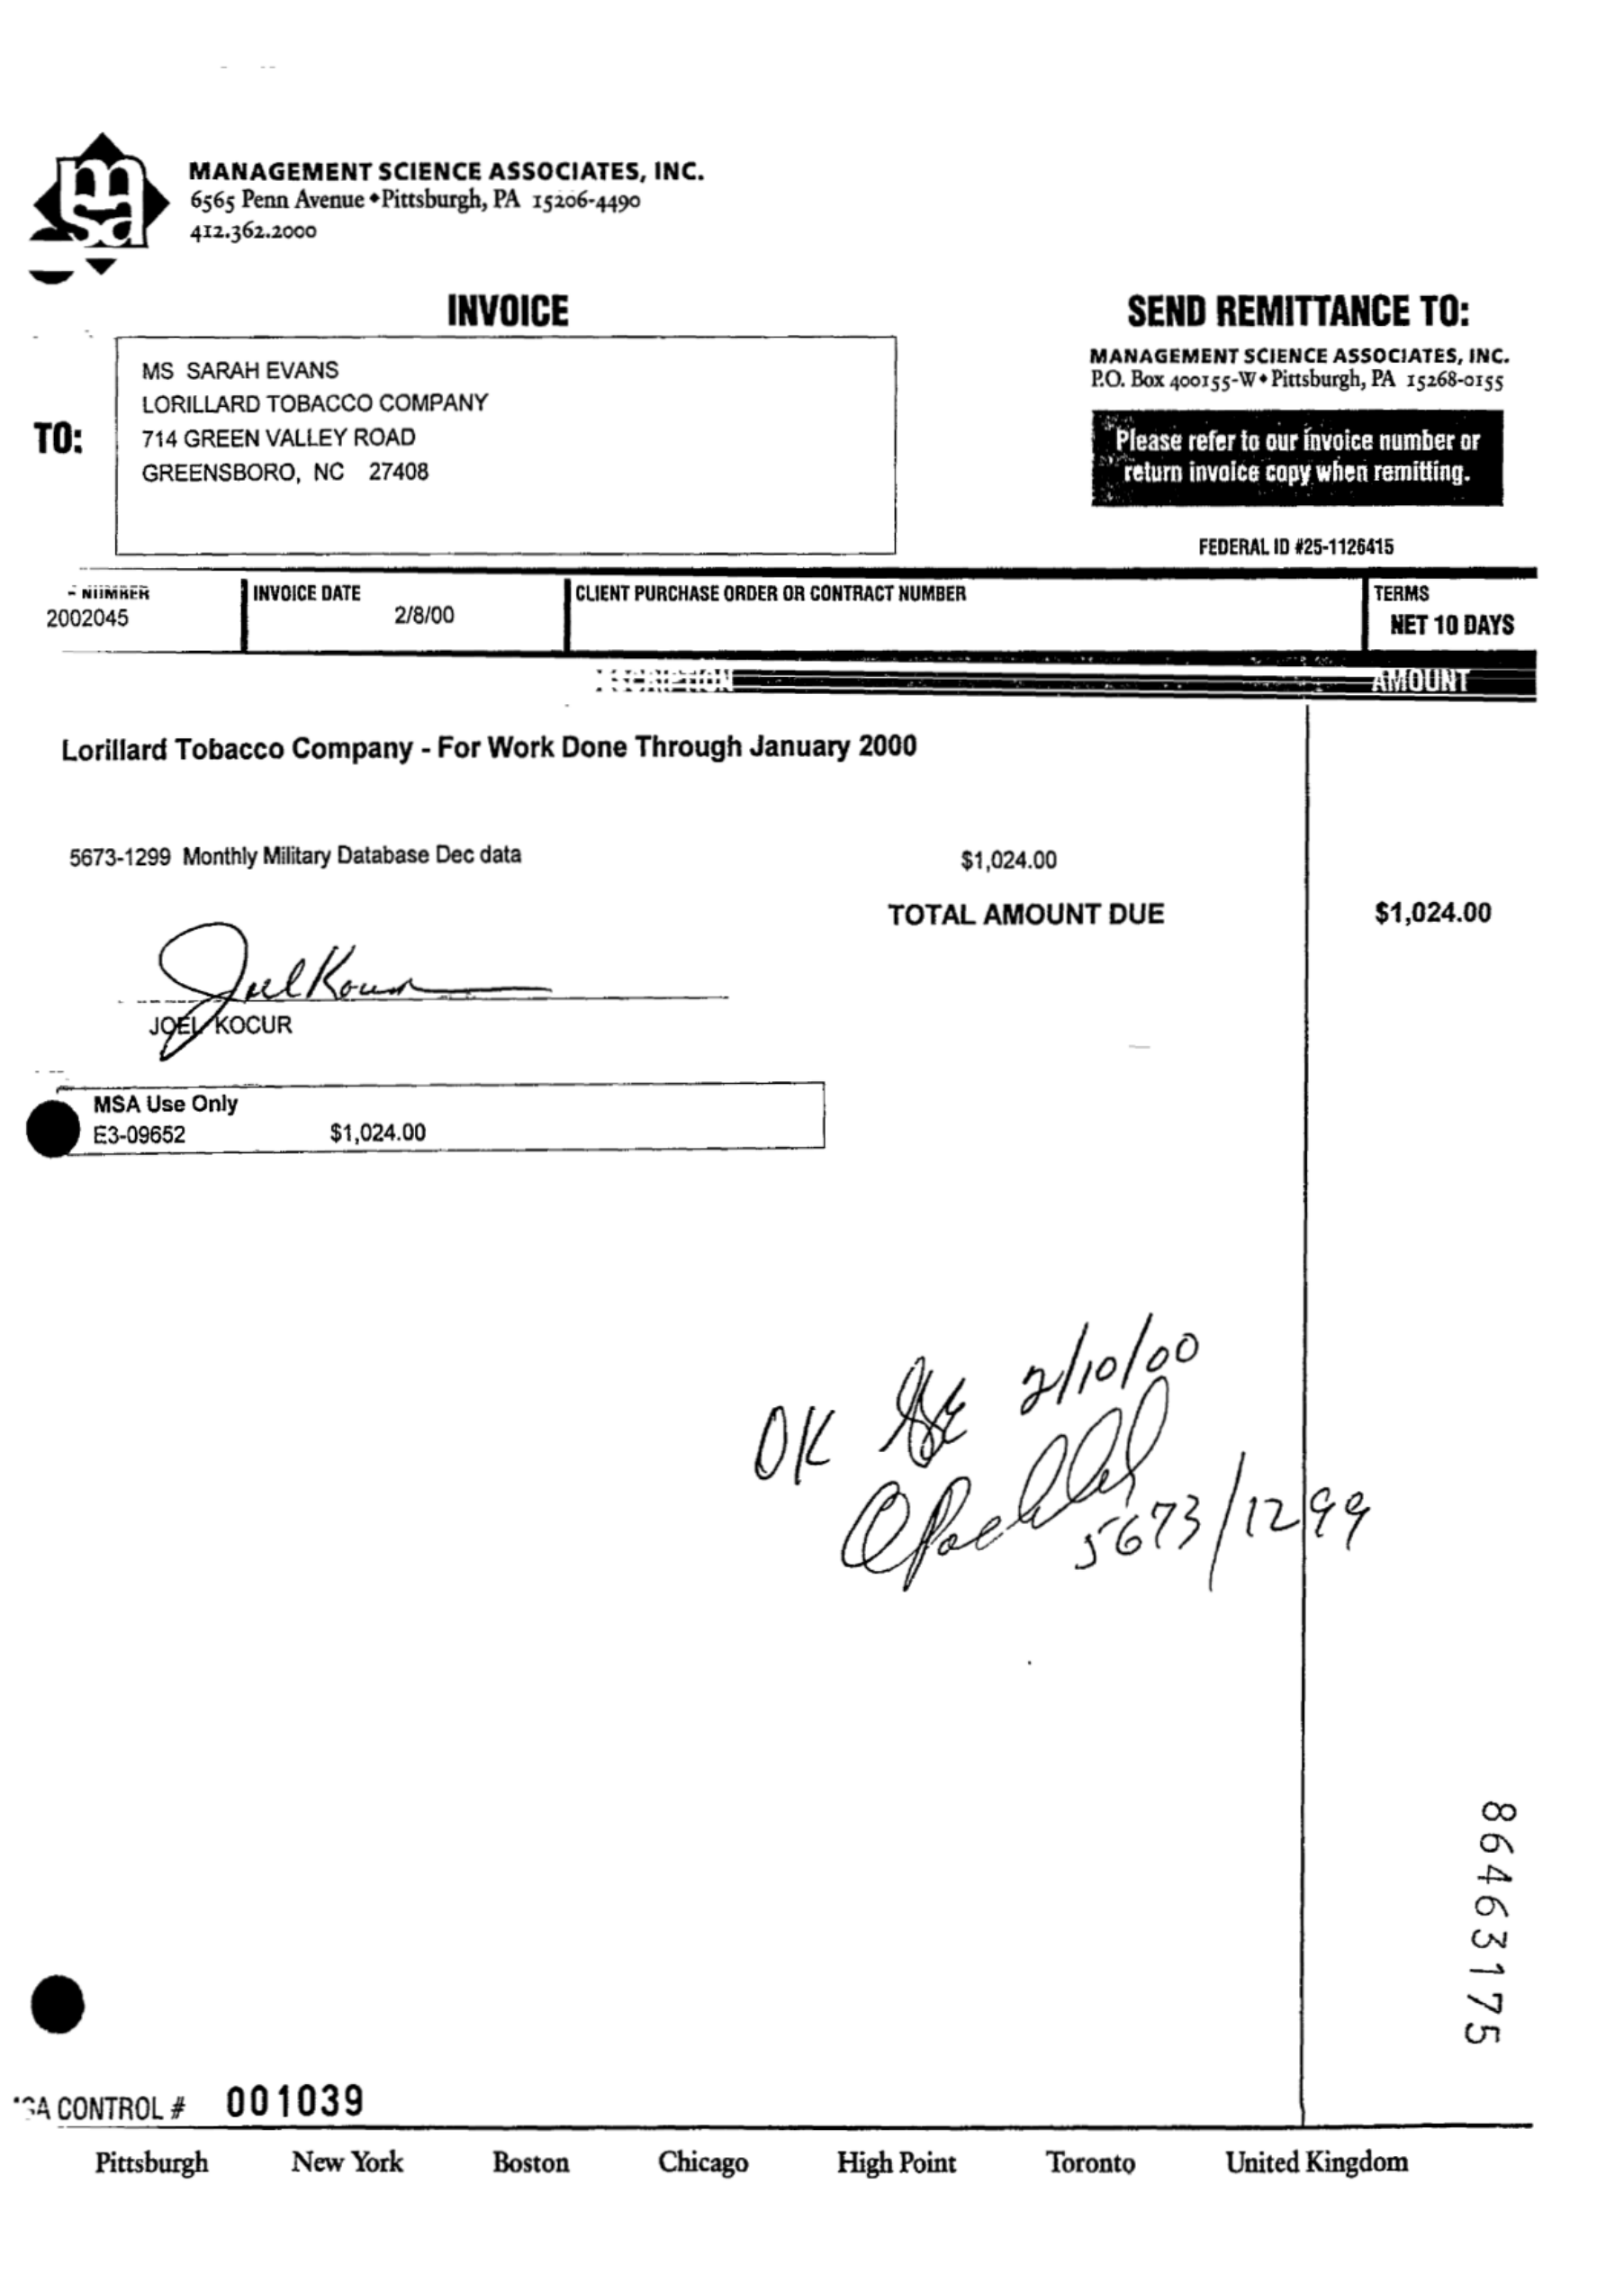 msa
MANAGEMENT SCIENCE ASSOCIATES, INC.
6565 Penn Avenue ◆ Pittsburgh, PA 15206-4490
412.362.2000
INVOICE
SEND REMITTANCE TO:
MANAGEMENT SCIENCE ASSOCIATES, INC.
P.O. Box 400155-W ◆ Pittsburgh, PA 15268-0155
Please refer to our invoice number or
return invoice copy when remitting.
FEDERAL ID #25-1126415
TO:
MS SARAH EVANS
LORILLARD TOBACCO COMPANY
714 GREEN VALLEY ROAD
GREENSBORO, NC 27408
NUMBER
2002045
INVOICE DATE
2/8/00
CLIENT PURCHASE ORDER OR CONTRACT NUMBER
TERMS
NET 10 DAYS
AMOUNT
Lorillard Tobacco Company - For Work Done Through January 2000
5673-1299 Monthly Military Database Dec data $1,024.00
TOTAL AMOUNT DUE $1,024.00
Joel Kocur
JOEL KOCUR
MSA Use Only
E3-09652 $1,024.00
OK 2/10/00
5673/1299
86463175
CONTROL # 001039
Pittsburgh New York Boston Chicago High Point Toronto United Kingdom